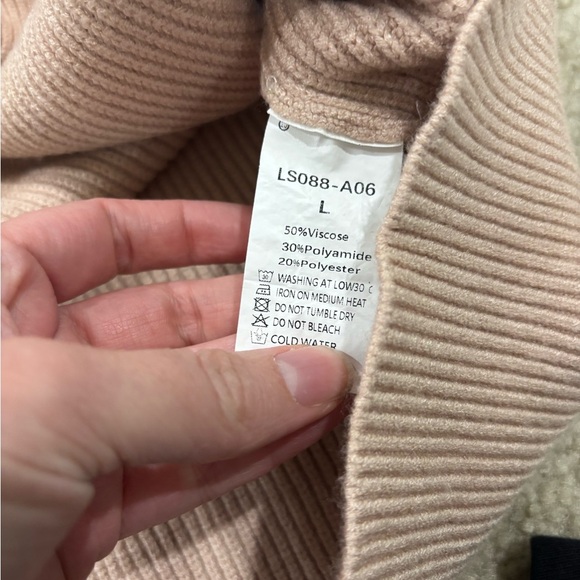 LS088-A06
L
50%Viscose
30%Polyamide
20%Polyester
30 WASHING AT LOW30 C
IRON ON MEDIUM HEAT
DO NOT TUMBLE DRY
DO NOT BLEACH
COLD WATER